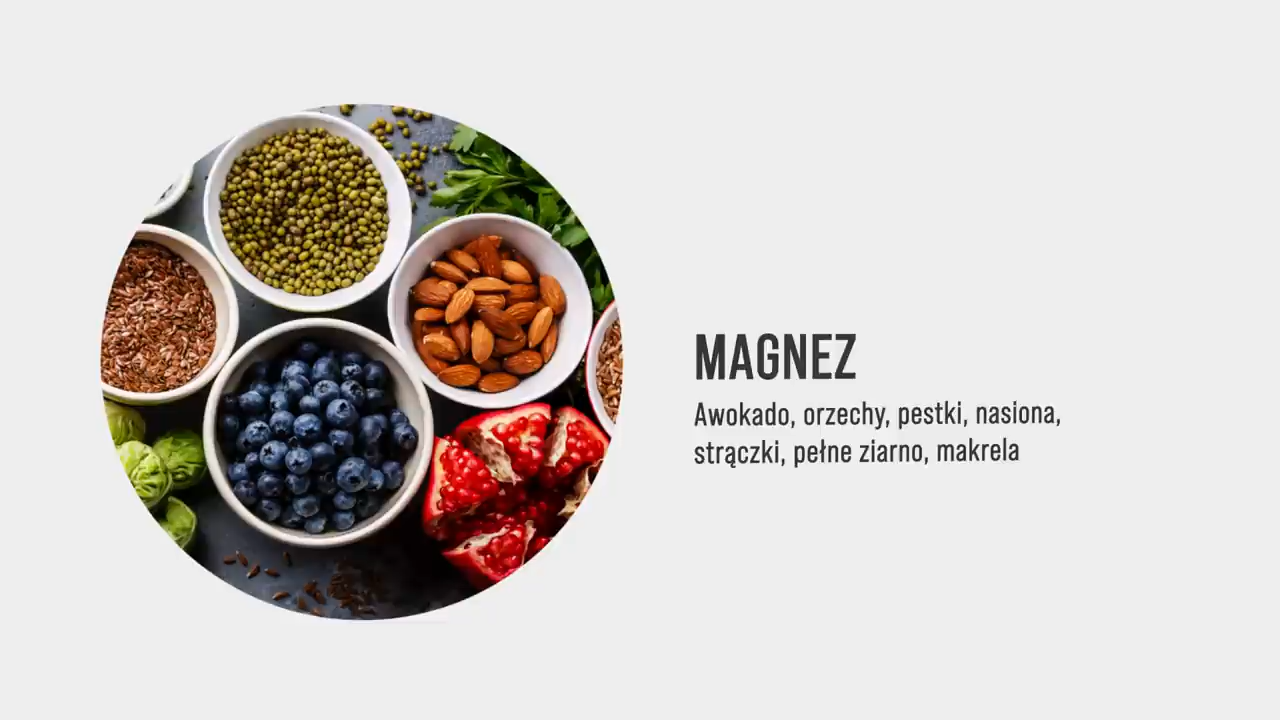 MAGNEZ
Awokado, orzechy, pestki, nasiona,
strączki, pełne ziarno, makrela